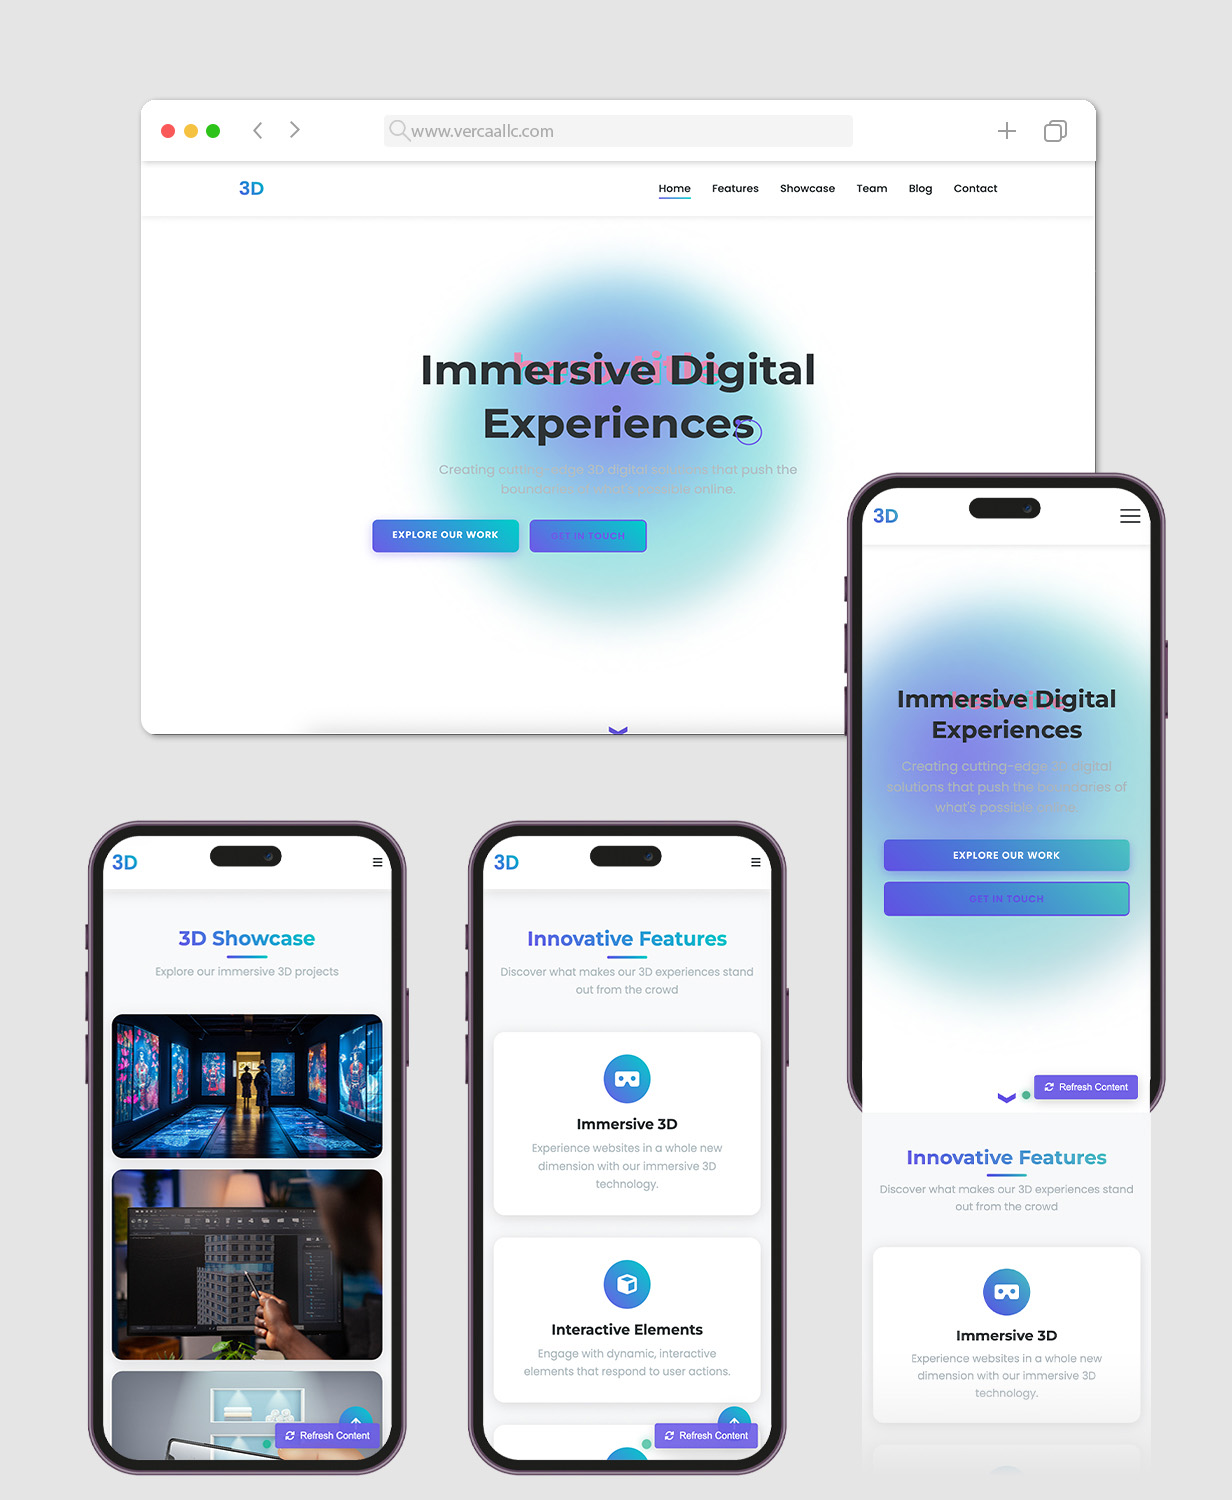 www.vercaallc.com
3D
Home Features Showcase Team Blog Contact
Immersive Digital
Experiences
Creating cutting-edge 3D digital solutions that push the
boundaries of what's possible online.
EXPLORE OUR WORK
GET IN TOUCH
3D
Immersive Digital
Experiences
Creating cutting-edge 3D digital
solutions that push the boundaries of
what's possible online.
EXPLORE OUR WORK
GET IN TOUCH
Refresh Content
Innovative Features
Discover what makes our 3D experiences stand
out from the crowd
Immersive 3D
Experience websites in a whole new
dimension with our immersive 3D
technology.
3D
3D Showcase
Explore our immersive 3D projects
Refresh Content
3D
Innovative Features
Discover what makes our 3D experiences stand
out from the crowd
Immersive 3D
Experience websites in a whole new
dimension with our immersive 3D
technology.
Interactive Elements
Engage with dynamic, interactive
elements that respond to user actions.
Refresh Content